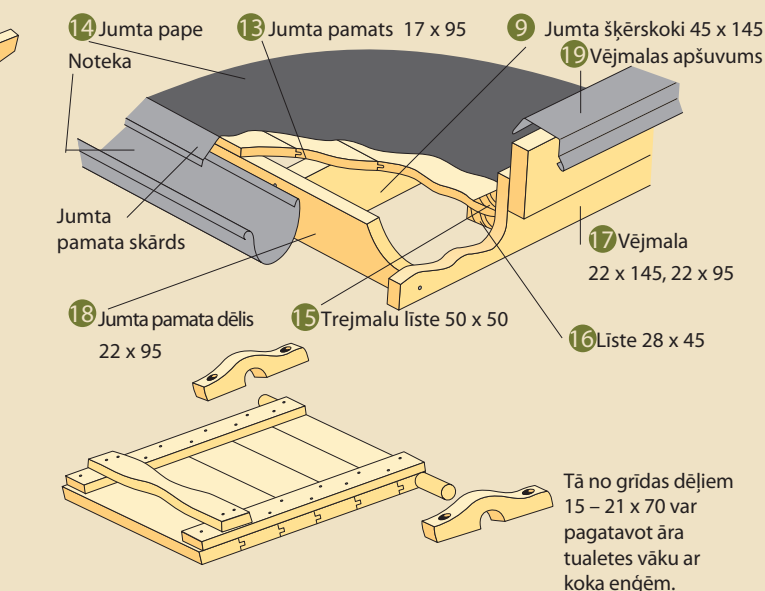 14 Jumta pape
13 Jumta pamats 17 x 95
9 Jumta šķērskoki 45 x 145
19 Vējmalas apšuvums
Noteka
Jumta
pamata skārds
17 Vējmala
22 x 145, 22 x 95
18 Jumta pamata dēlis
22 x 95
15 Trejmalu līste 50 x 50
16 Līste 28 x 45
Tā no grīdas dēļiem
15 – 21 x 70 var
pagatavot āra
tualetes vāku ar
koka eņģēm.